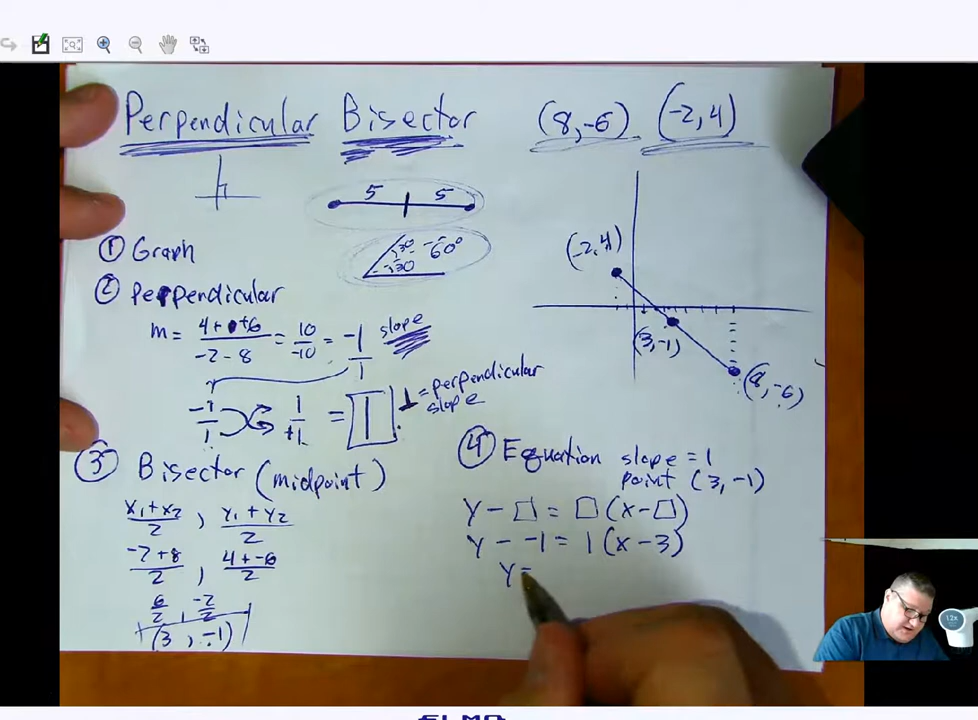 Perpendicular Bisector (8,-6) (-2,4)
5 5
① Graph
30 60°
30
② Perpendicular
m = 4+ +6 / -2-8 = 10/-10 = -1/1 slope
-1/1 1/+1 = 1 ⊥ = perpendicular slope
(-2,4)
(3,-1)
(8,-6)
③ Bisector (midpoint)
x₁+x₂/2 , y₁+y₂/2
-2+8/2 , 4+-6/2
6/2 , -2/2
(3 , -1)
④ Equation slope = 1
point (3,-1)
y - □ = □(x - □)
y - -1 = 1(x - 3)
y =
ELMO
12x